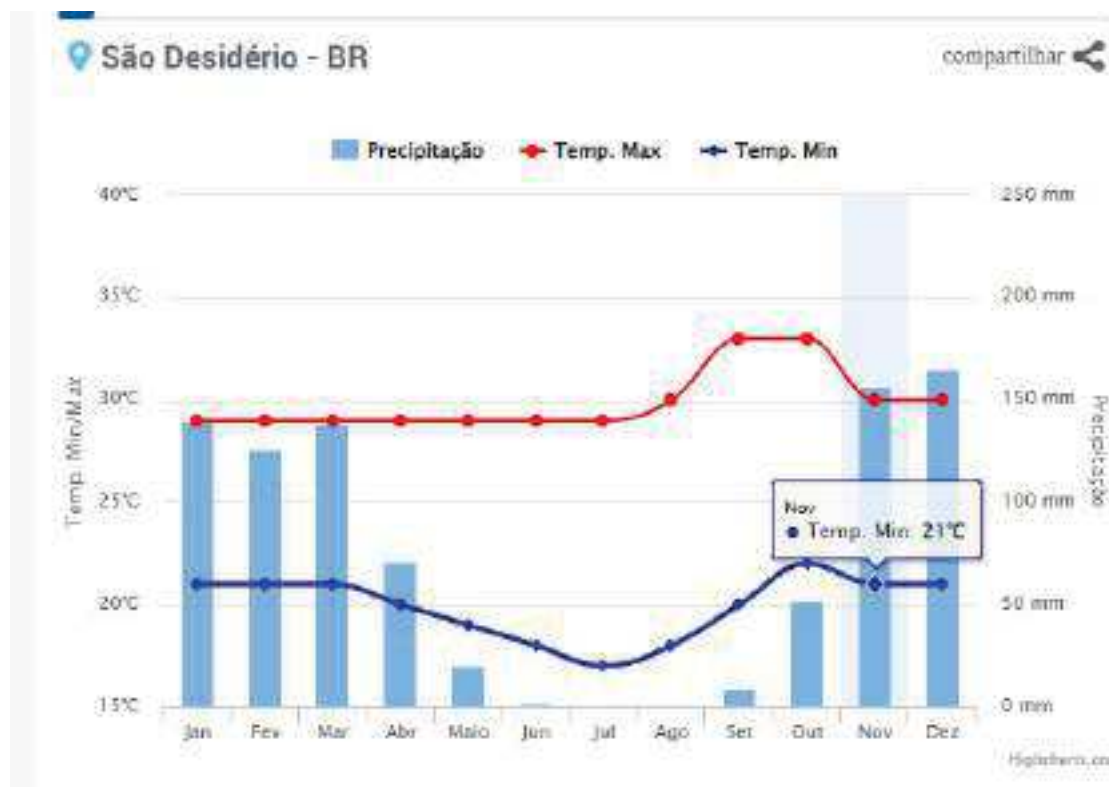 São Desidério - BR
compartilhar
Precipitação Temp. Max Temp. Min
40°C
35°C
30°C
25°C
20°C
15°C
Temp. Min/Max
250 mm
200 mm
150 mm
100 mm
50 mm
0 mm
Precipitação
Nov
Temp. Min: 21°C
Jan Fev Mar Abr Maio Jun Jul Ago Set Out Nov Dez